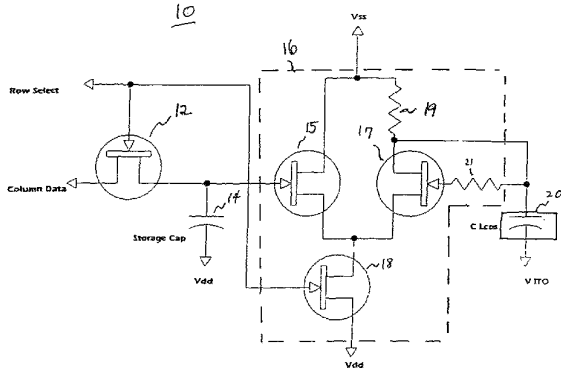 10
Vss
16
Row Select
12
15
19
17
21
Column Data
14
20
Storage Cap
C Lcos
18
Vdd
V ITO
Vdd